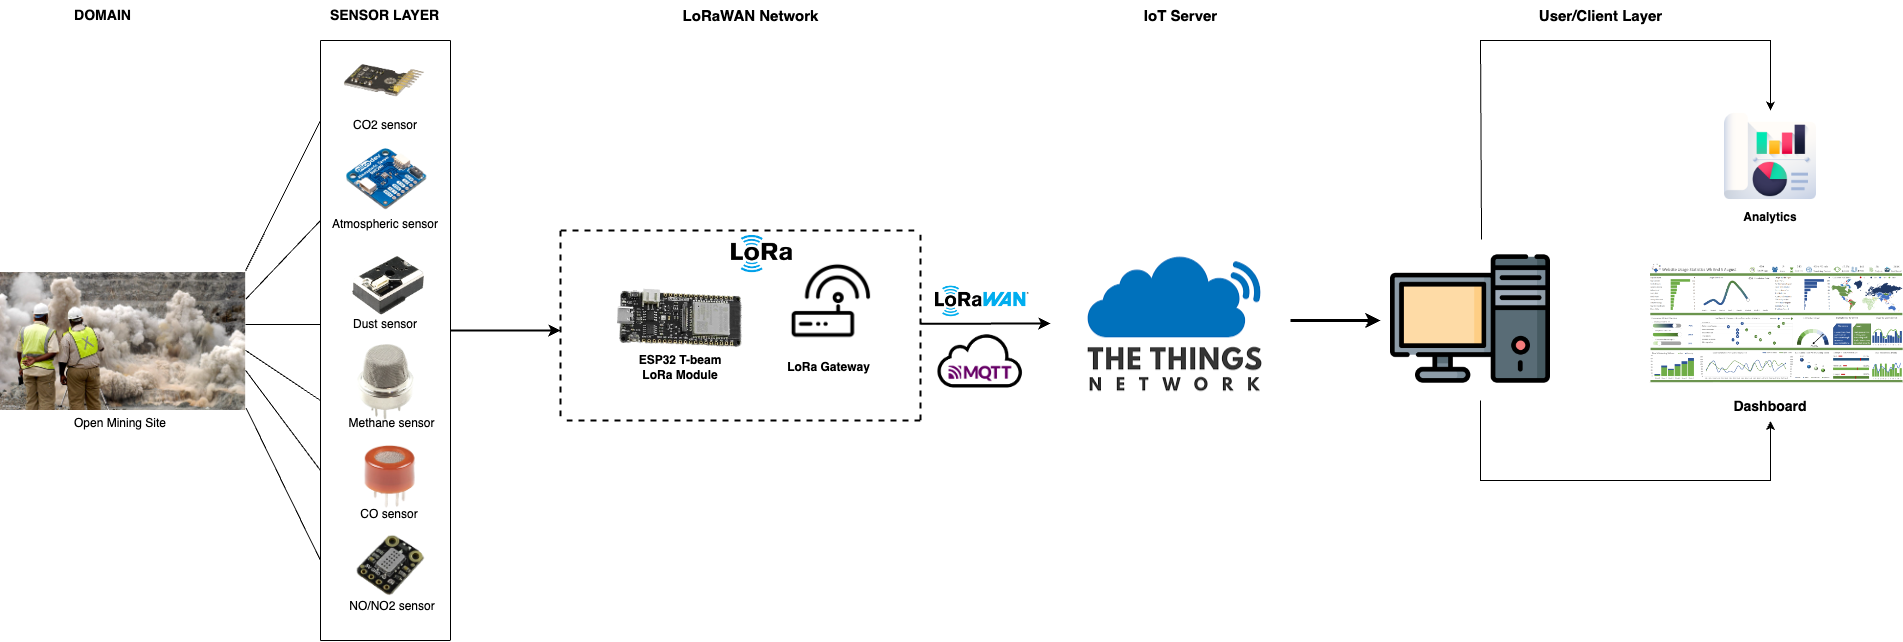 DOMAIN
SENSOR LAYER
LoRaWAN Network
IoT Server
User/Client Layer
CO2 sensor
Atmospheric sensor
Dust sensor
Methane sensor
CO sensor
NO/NO2 sensor
Open Mining Site
LoRa
ESP32 T-beam
LoRa Module
LoRa Gateway
LoRaWAN
MQTT
THE THINGS
NETWORK
Analytics
Dashboard